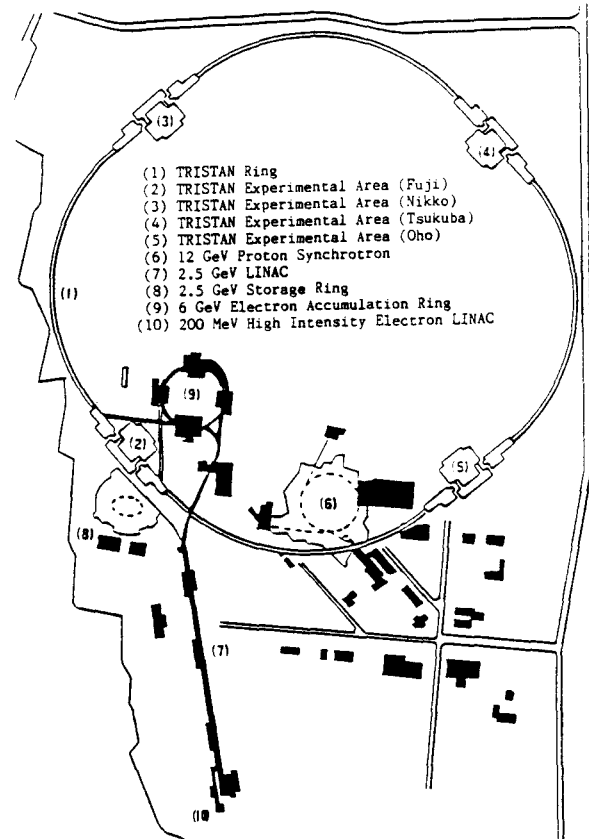 (3)
(4)
(1) TRISTAN Ring
(2) TRISTAN Experimental Area (Fuji)
(3) TRISTAN Experimental Area (Nikko)
(4) TRISTAN Experimental Area (Tsukuba)
(5) TRISTAN Experimental Area (Oho)
(6) 12 GeV Proton Synchrotron
(7) 2.5 GeV LINAC
(8) 2.5 GeV Storage Ring
(9) 6 GeV Electron Accumulation Ring
(10) 200 MeV High Intensity Electron LINAC
(1)
(9)
(2)
(5)
(6)
(8)
(7)
(10)